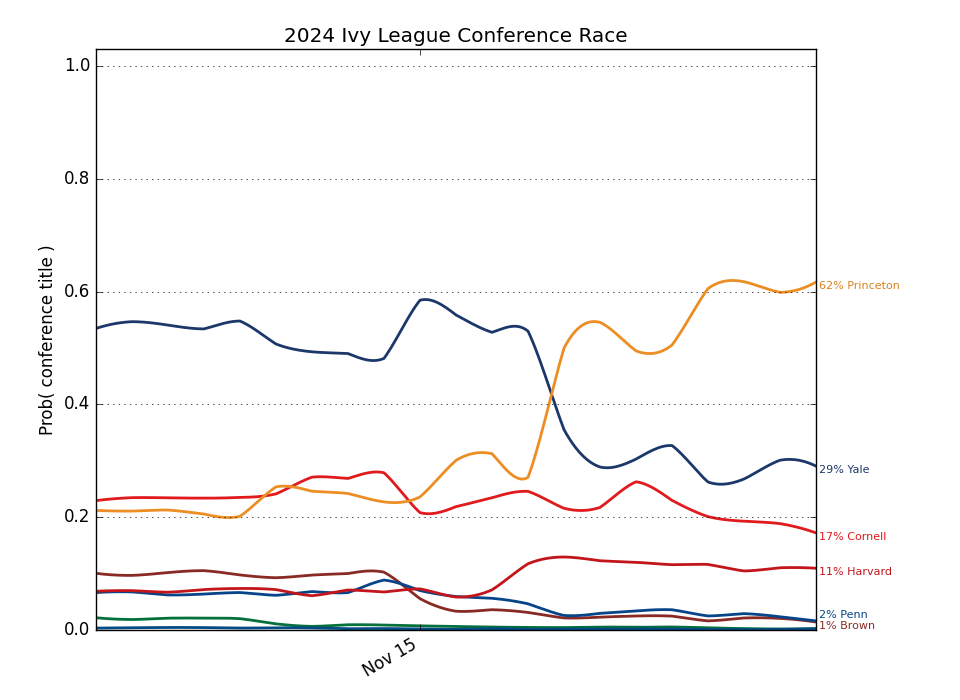 2024 Ivy League Conference Race
Prob( conference title )
1.0
0.8
0.6
0.4
0.2
0.0
Nov 15
62% Princeton
29% Yale
17% Cornell
11% Harvard
2% Penn
1% Brown